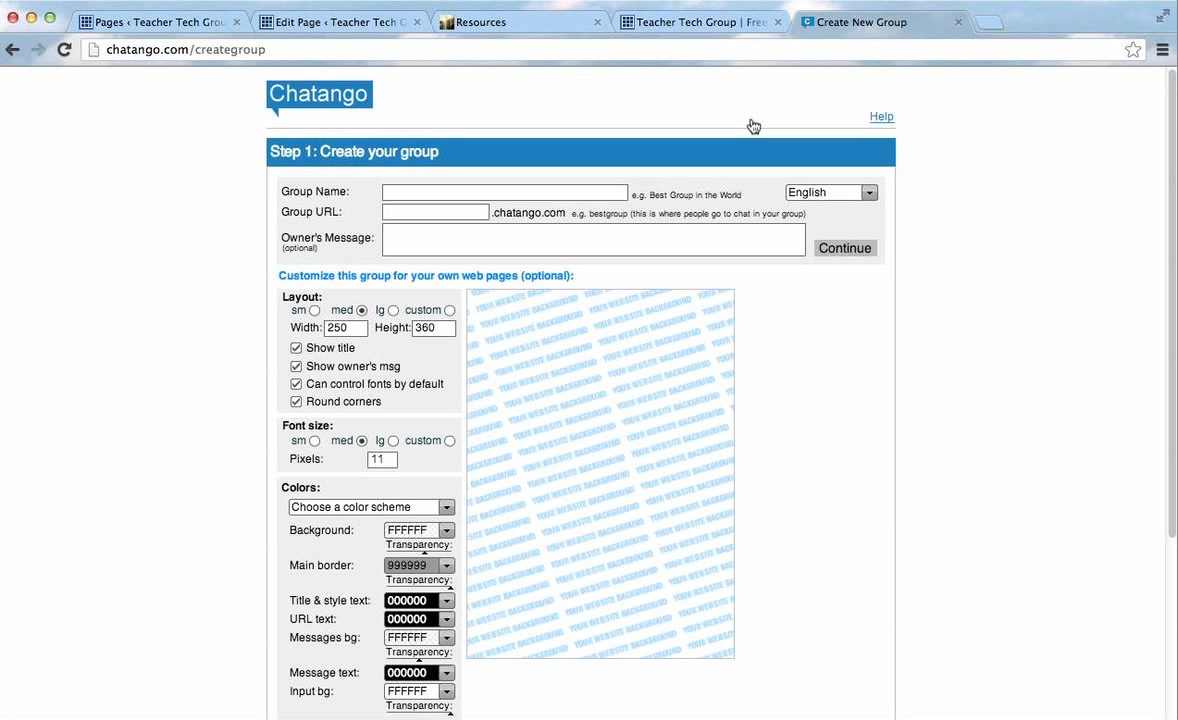 Pages ‹ Teacher Tech Grou
Edit Page ‹ Teacher Tech G
Resources
Teacher Tech Group | Free
Create New Group
chatango.com/creategroup
Chatango
Help
Step 1: Create your group
Group Name:
e.g. Best Group in the World
English
Group URL:
.chatango.com e.g. bestgroup (this is where people go to chat in your group)
Owner's Message:
(optional)
Continue
Customize this group for your own web pages (optional):
Layout:
sm med lg custom
Width: 250 Height: 360
Show title
Show owner's msg
Can control fonts by default
Round corners
Font size:
sm med lg custom
Pixels: 11
Colors:
Choose a color scheme
Background: FFFFFF
Transparency:
Main border: 999999
Transparency:
Title & style text: 000000
URL text: 000000
Messages bg: FFFFFF
Transparency:
Message text: 000000
Input bg: FFFFFF
Transparency:
YOUR WEBSITE BACKGROUND